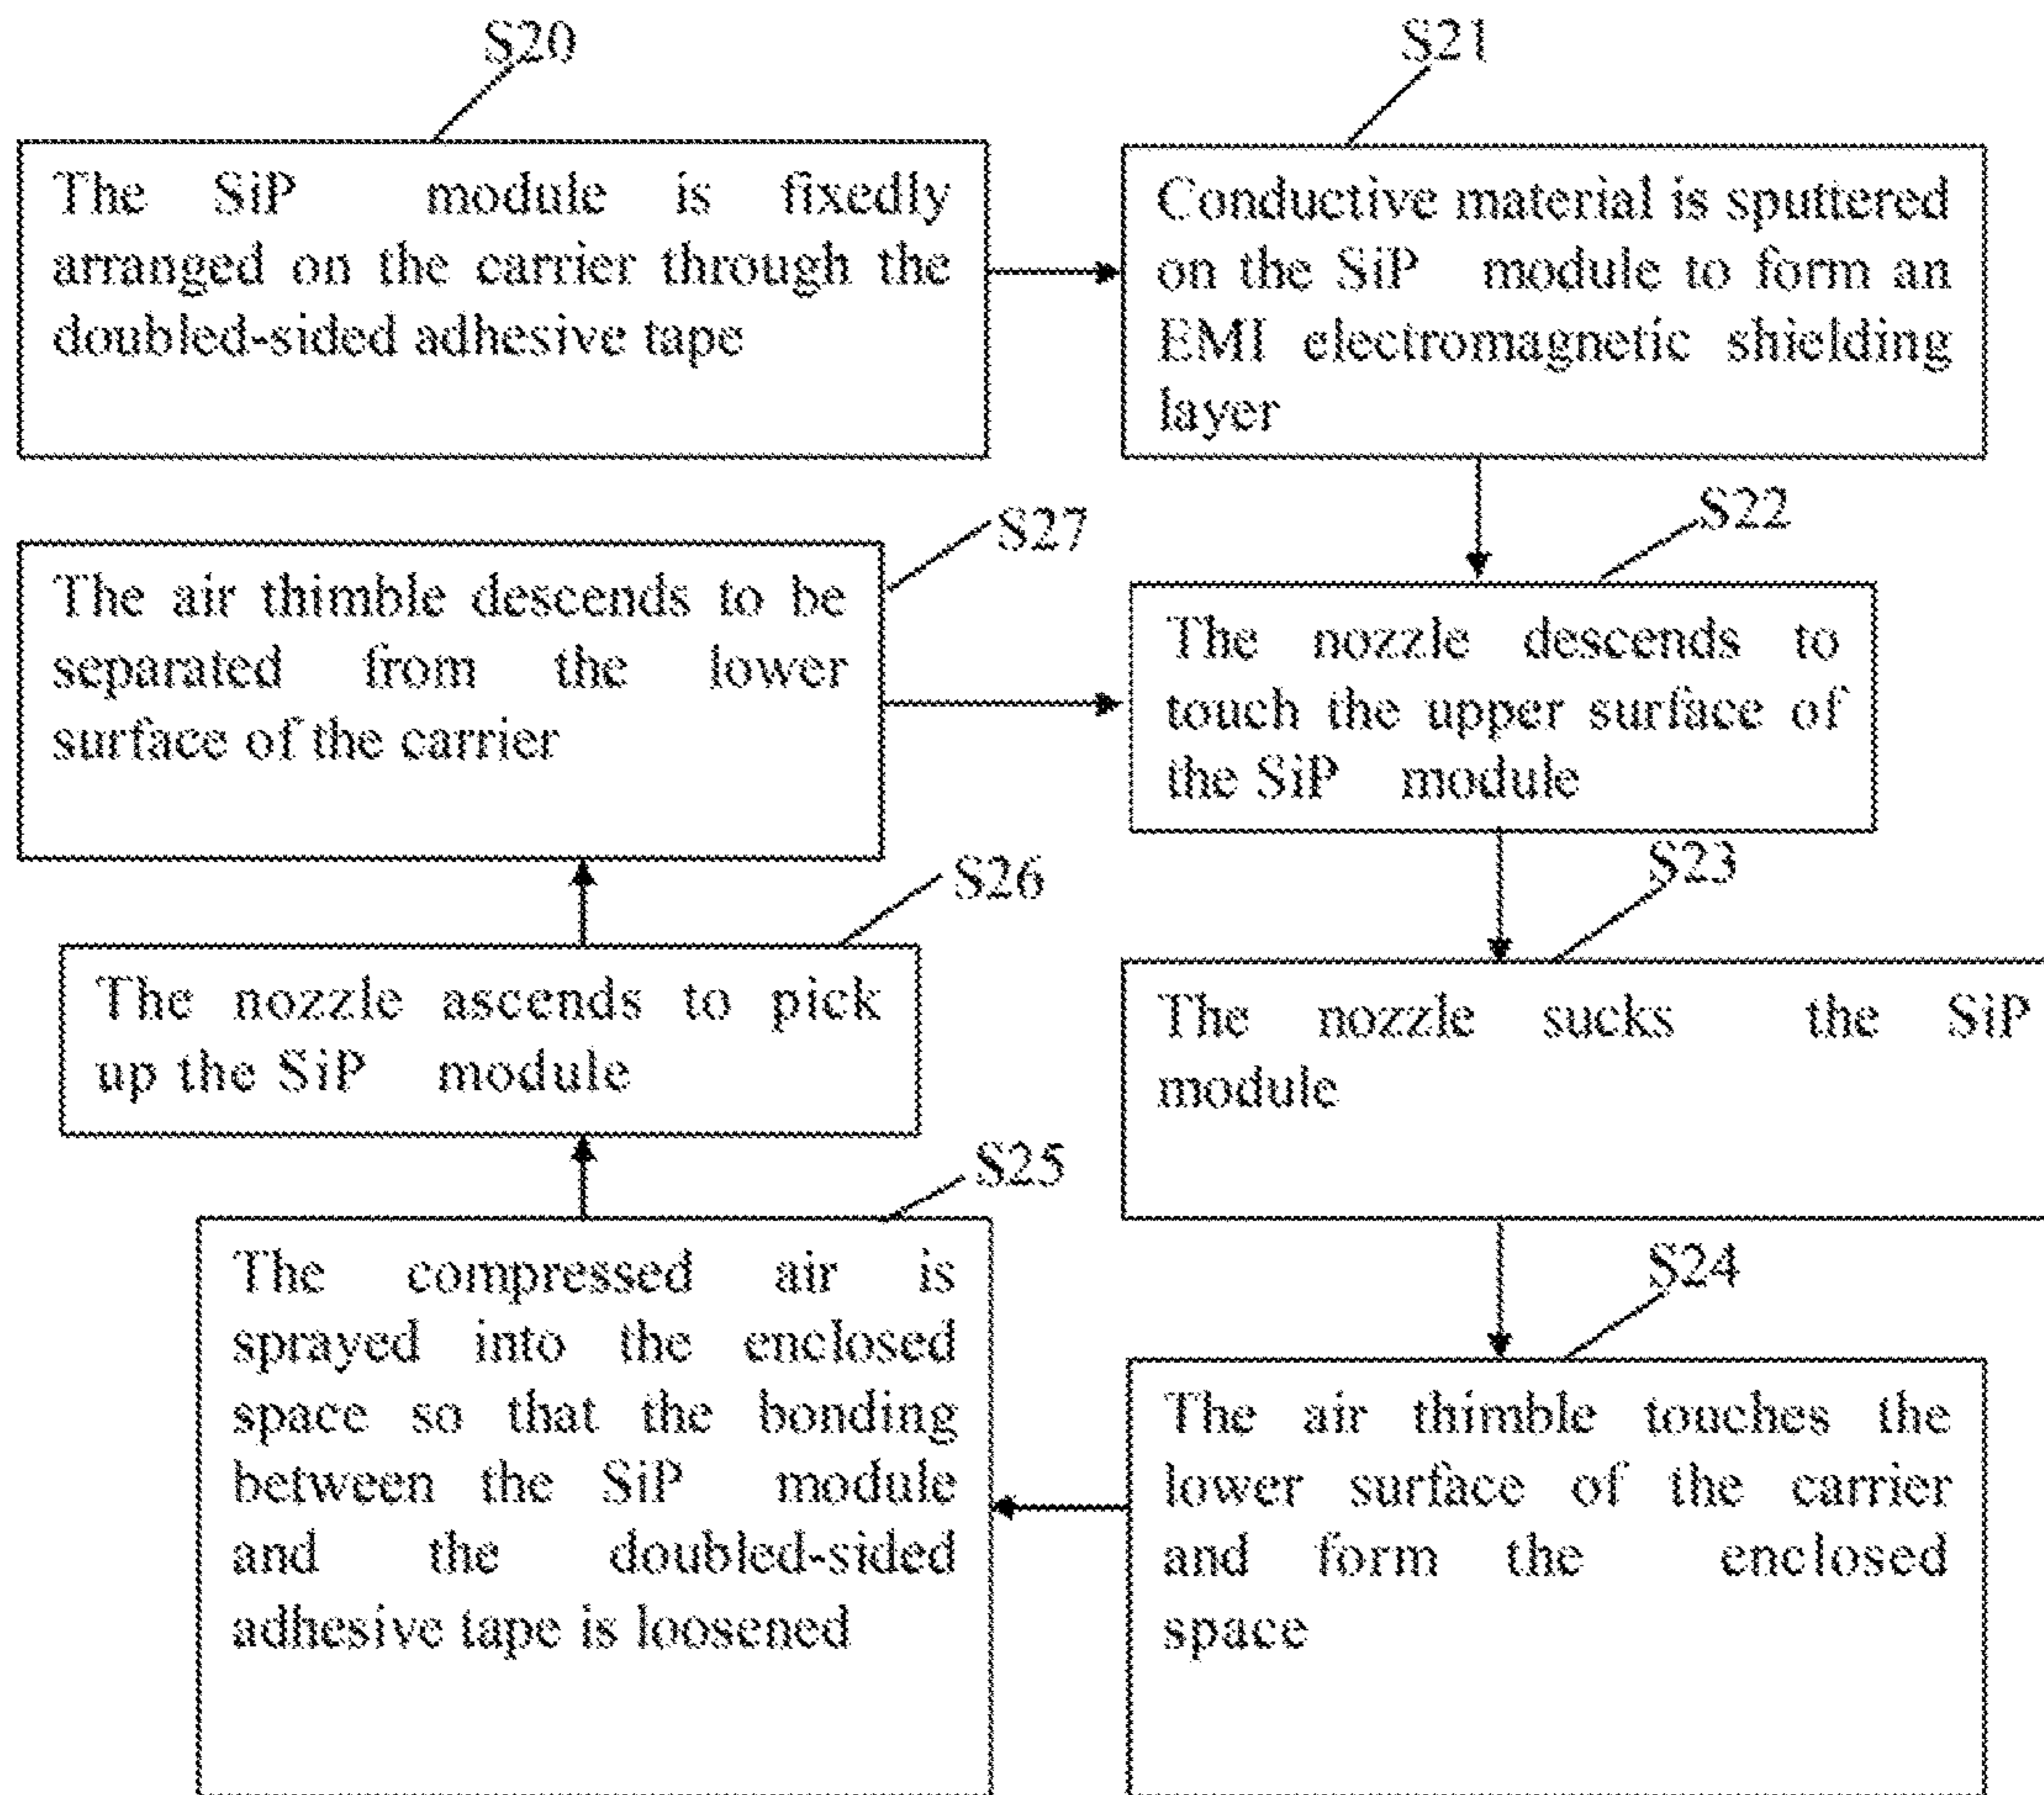 S20
The SiP module is fixedly
arranged on the carrier through the
doubled-sided adhesive tape
S21
Conductive material is sputtered
on the SiP module to form an
EMI electromagnetic shielding
layer
S22
The nozzle descends to
touch the upper surface of
the SiP module
S23
The nozzle sucks the SiP
module
S24
The air thimble touches the
lower surface of the carrier
and form the enclosed
space
S25
The compressed air is
sprayed into the enclosed
space so that the bonding
between the SiP module
and the doubled-sided
adhesive tape is loosened
S26
The nozzle ascends to pick
up the SiP module
S27
The air thimble descends to be
separated from the lower
surface of the carrier